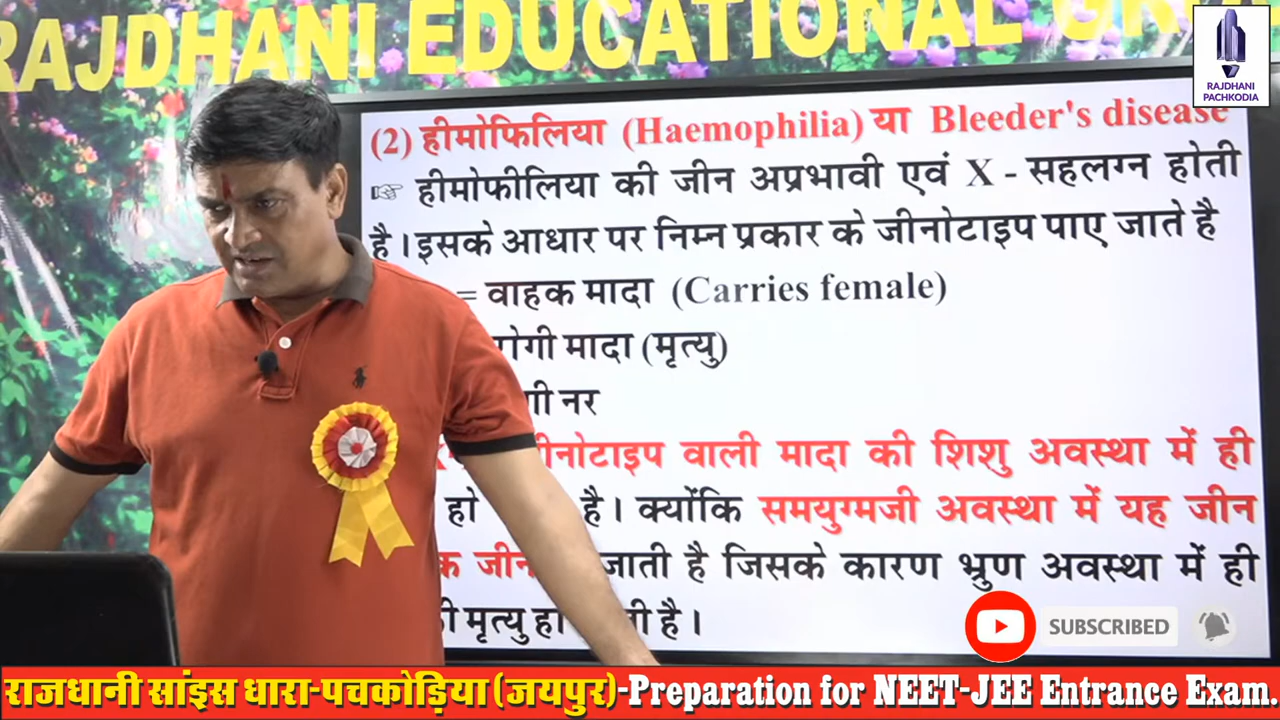 RAJDHANI EDUCATIONAL
RAJDHANI
PACHKODIA
(2) हीमोफिलिया (Haemophilia) या Bleeder's disease
☞ हीमोफीलिया की जीन अप्रभावी एवं X - सहलग्न होती
है। इसके आधार पर निम्न प्रकार के जीनोटाइप पाए जाते है
= वाहक मादा (Carries female)
रोगी मादा (मृत्यु)
नर
जीनोटाइप वाली मादा की शिशु अवस्था में ही
हो है। क्योंकि समयुग्मजी अवस्था में यह जीन
जीन जाती है जिसके कारण भ्रुण अवस्था में ही
मृत्यु है।
SUBSCRIBED
राजधानी सांइस धारा-पचकोड़िया (जयपुर)-Preparation for NEET-JEE Entrance Exam.